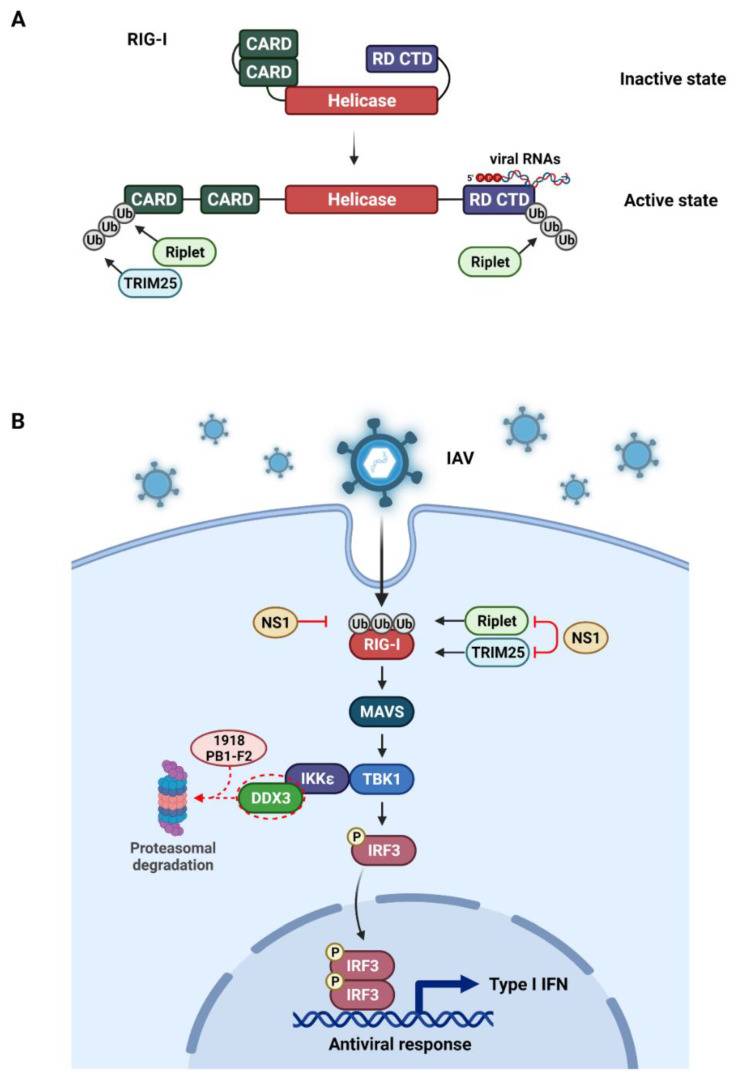 A
RIG-I
CARD
CARD
RD CTD
Helicase
Inactive state
viral RNAs
5' P P P
CARD
CARD
Helicase
RD CTD
Active state
Ub
Ub
Ub
Ub
Ub
Ub
Riplet
Riplet
TRIM25
B
IAV
NS1
Ub Ub Ub
RIG-I
Riplet
TRIM25
NS1
MAVS
1918
PB1-F2
IKKε
TBK1
DDX3
Proteasomal
degradation
P
IRF3
P
IRF3
P
IRF3
Type I IFN
Antiviral response